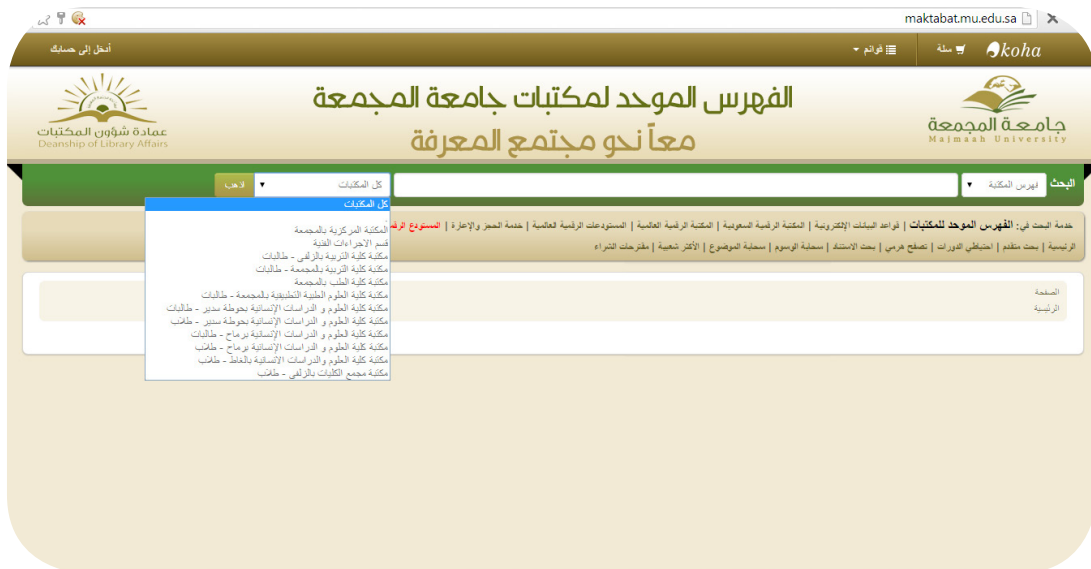 maktabat.mu.edu.sa
koha
سلة
قوائم
أدخل إلى حسابك
جامعة المجمعة
Majmaah University
الفهرس الموحد لمكتبات جامعة المجمعة
معاً نحو مجتمع المعرفة
عمادة شؤون المكتبات
Deanship of Library Affairs
البحث
فهرس المكتبة
كل المكتبات
اذهب
كل المكتبات
المكتبة المركزية بالمجمعة
قسم الاجراءات الفنية
مكتبة كلية التربية بالزلفي - طالبات
مكتبة كلية التربية بالمجمعة - طالبات
مكتبة كلية الطب بالمجمعة
مكتبة كلية العلوم الطبية التطبيقية بالمجمعة - طالبات
مكتبة كلية العلوم و الدراسات الإنسانية بحوطة سدير - طالبات
مكتبة كلية العلوم و الدراسات الإنسانية بحوطة سدير - طلاب
مكتبة كلية العلوم و الدراسات الإنسانية برماح - طالبات
مكتبة كلية العلوم و الدراسات الإنسانية برماح - طلاب
مكتبة كلية العلوم والدراسات الانسانية بالغاط - طلاب
مكتبة مجمع الكليات بالزلفي - طلاب
خدمة البحث في: الفهرس الموحد للمكتبات | قواعد البيانات الإلكترونية | المكتبة الرقمية السعودية | المكتبة الرقمية العالمية | المستودعات الرقمية العالمية | خدمة الحجز والإعارة | المستودع
الرئيسية | بحث متقدم | احتياطي الدورات | تصفح هرمي | بحث الاستناد | سحابة الوسوم | سحابة الموضوع | الأكثر شعبية | مقترحات الشراء
الصفحة
الرئيسية